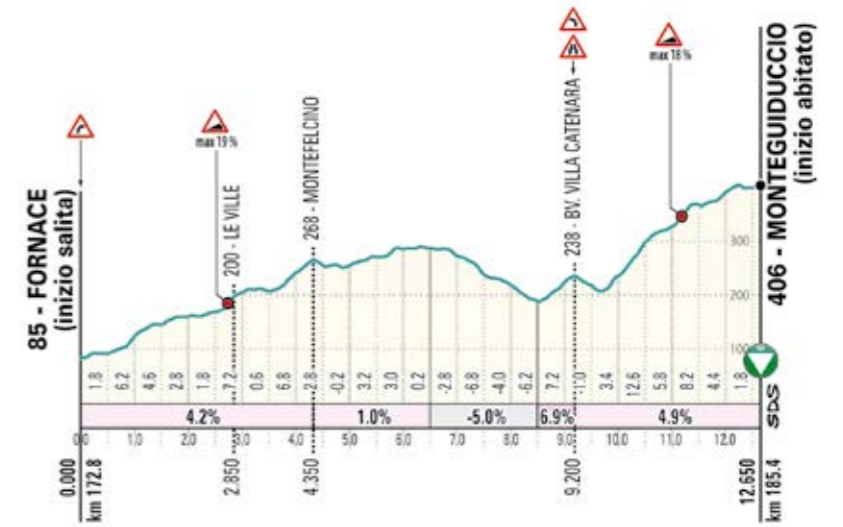 max 19%
max 18%
85 - FORNACE
(inizio salita)
200 - LE VILLE
268 - MONTEFELCINO
238 - BV. VILLA CATENARA
406 - MONTEGUIDUCCIO
(inizio abitato)
300
200
100
1.8 6.2 4.6 2.8 1.8 7.2 0.6 6.8 2.8 -0.2 3.2 3.0 0.2 -2.8 -6.8 -4.0 -6.2 7.2 -1.0 3.4 12.6 5.8 8.2 4.4 1.8
4.2% 1.0% -5.0% 6.9% 4.9%
SDS
0.0 1.0 2.0 3.0 4.0 5.0 6.0 7.0 8.0 9.0 10.0 11.0 12.0
0.000
km 172.8
2.850
4.350
9.200
12.650
km 185.4